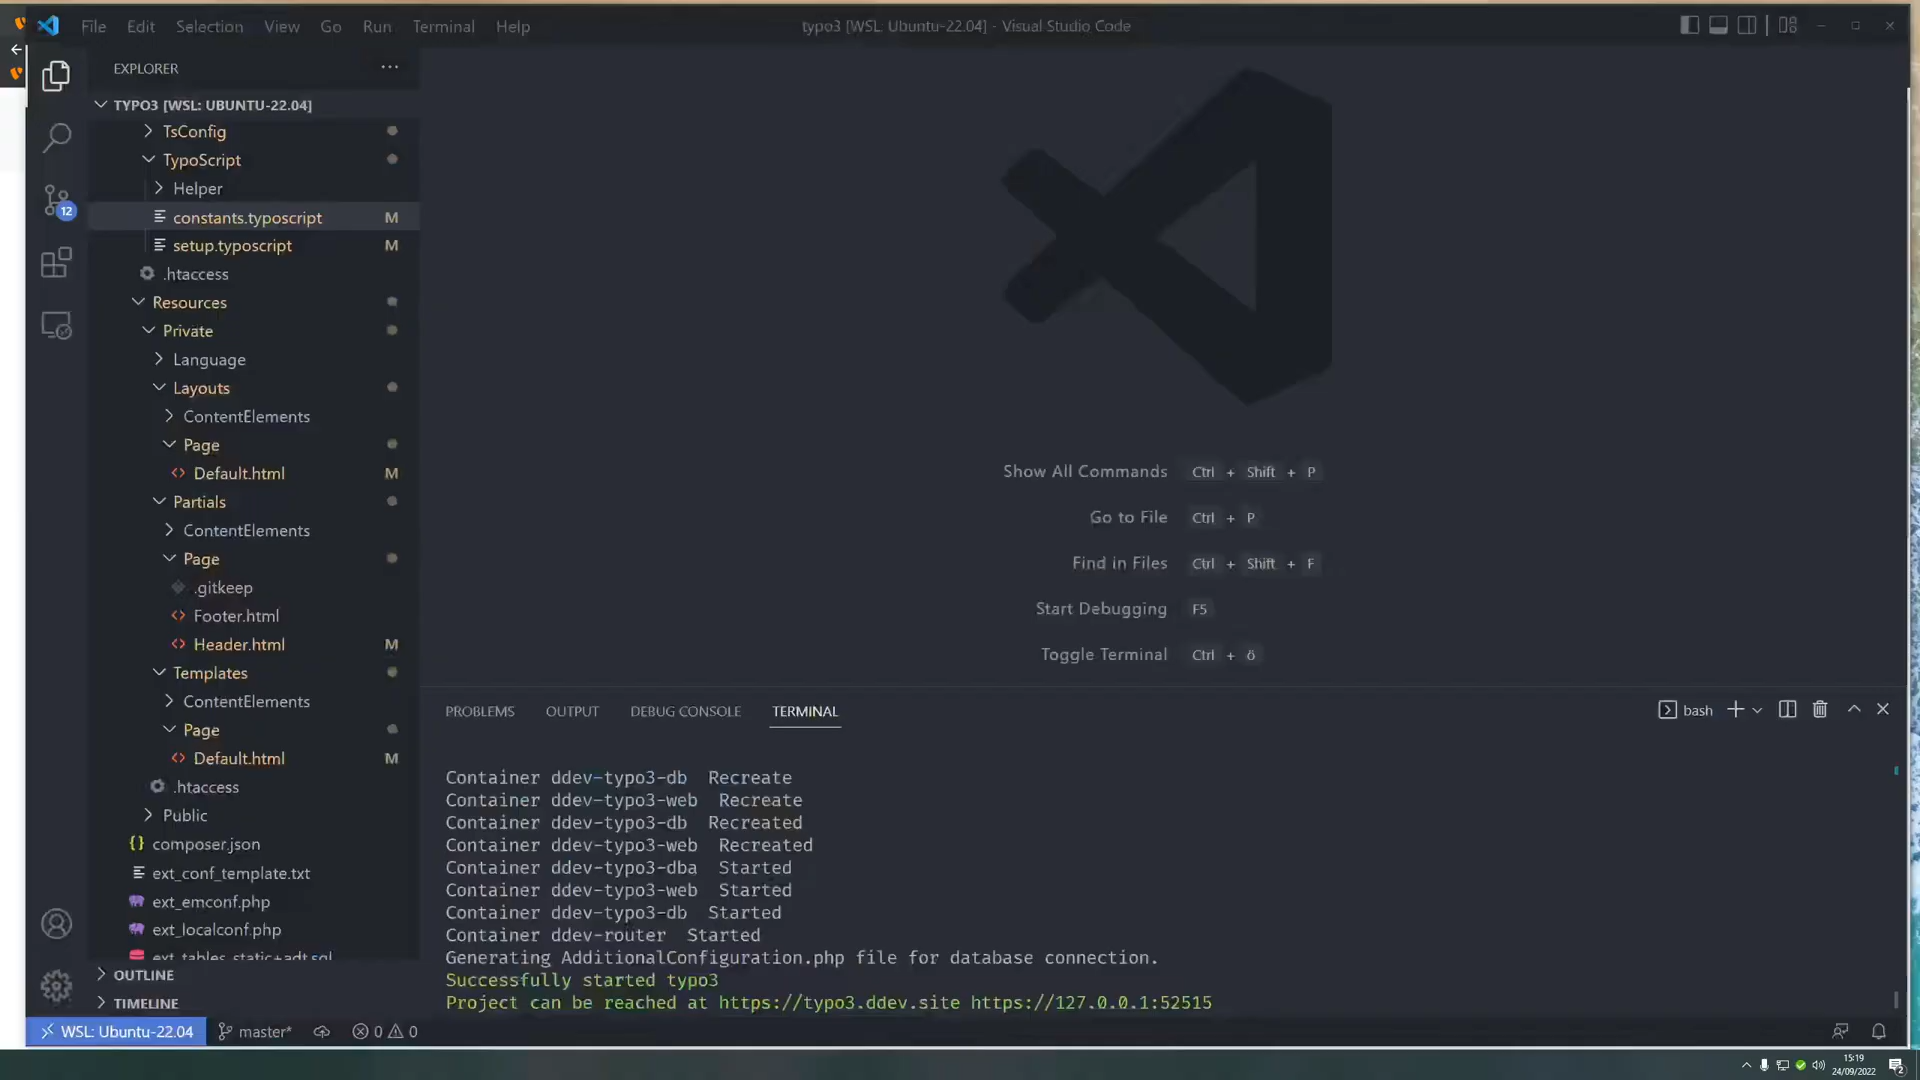 File Edit Selection View Go Run Terminal Help
typo3 [WSL: Ubuntu-22.04] - Visual Studio Code
EXPLORER
TYPO3 [WSL: UBUNTU-22.04]
TsConfig
TypoScript
Helper
constants.typoscript M
setup.typoscript M
.htaccess
Resources
Private
Language
Layouts
ContentElements
Page
Default.html M
Partials
ContentElements
Page
.gitkeep
Footer.html
Header.html M
Templates
ContentElements
Page
Default.html M
.htaccess
Public
composer.json
ext_conf_template.txt
ext_emconf.php
ext_localconf.php
ext_tables_static+adt.sql
OUTLINE
TIMELINE
12
Show All Commands Ctrl + Shift + P
Go to File Ctrl + P
Find in Files Ctrl + Shift + F
Start Debugging F5
Toggle Terminal Ctrl + ö
PROBLEMS OUTPUT DEBUG CONSOLE TERMINAL
bash
Container ddev-typo3-db Recreate
Container ddev-typo3-web Recreate
Container ddev-typo3-db Recreated
Container ddev-typo3-web Recreated
Container ddev-typo3-dba Started
Container ddev-typo3-web Started
Container ddev-typo3-db Started
Container ddev-router Started
Generating AdditionalConfiguration.php file for database connection.
Successfully started typo3
Project can be reached at https://typo3.ddev.site https://127.0.0.1:52515
WSL: Ubuntu-22.04 master* 0 0
15:19
24/09/2022
2